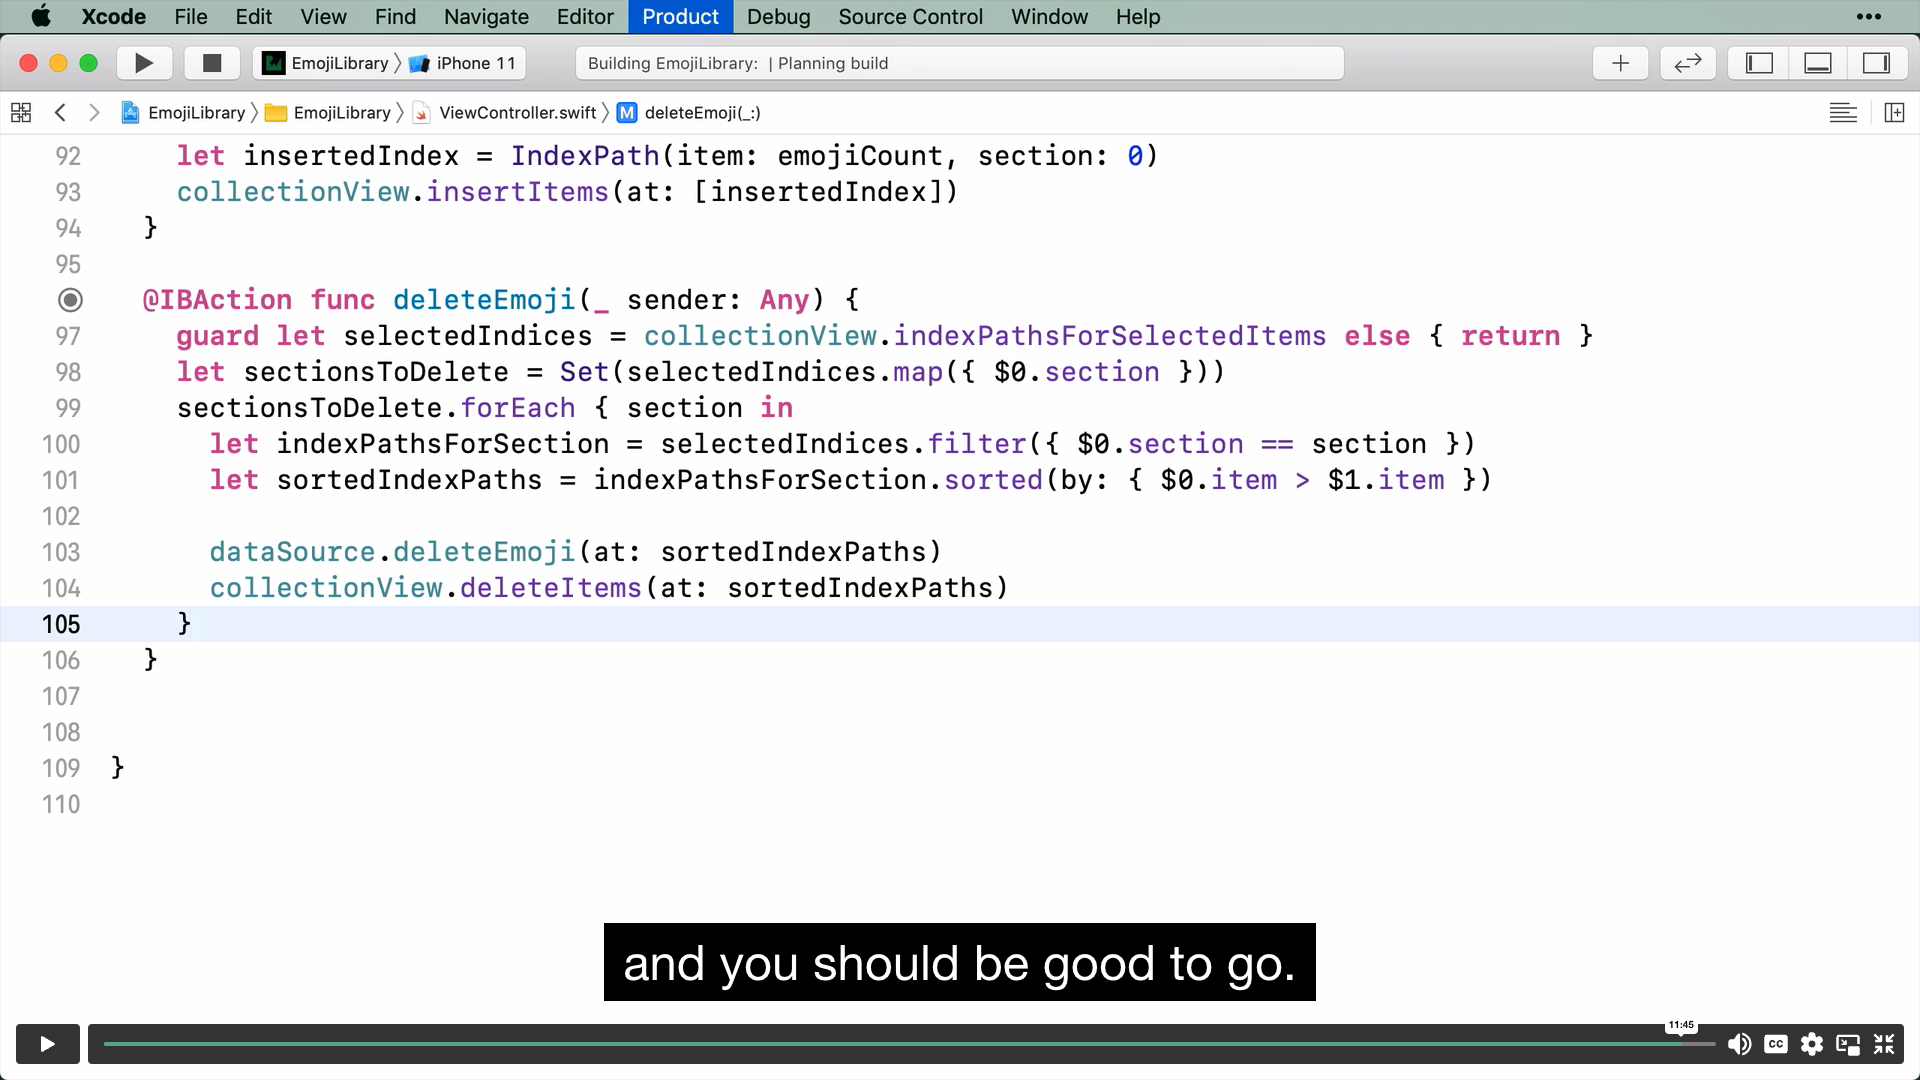 Xcode File Edit View Find Navigate Editor Product Debug Source Control Window Help
EmojiLibrary iPhone 11 Building EmojiLibrary: | Planning build
EmojiLibrary EmojiLibrary ViewController.swift M deleteEmoji(_:)
92 let insertedIndex = IndexPath(item: emojiCount, section: 0)
93 collectionView.insertItems(at: [insertedIndex])
94 }
95
@IBAction func deleteEmoji(_ sender: Any) {
97 guard let selectedIndices = collectionView.indexPathsForSelectedItems else { return }
98 let sectionsToDelete = Set(selectedIndices.map({ $0.section }))
99 sectionsToDelete.forEach { section in
100 let indexPathsForSection = selectedIndices.filter({ $0.section == section })
101 let sortedIndexPaths = indexPathsForSection.sorted(by: { $0.item > $1.item })
102
103 dataSource.deleteEmoji(at: sortedIndexPaths)
104 collectionView.deleteItems(at: sortedIndexPaths)
105 }
106 }
107
108
109 }
110
and you should be good to go.
11:45
CC